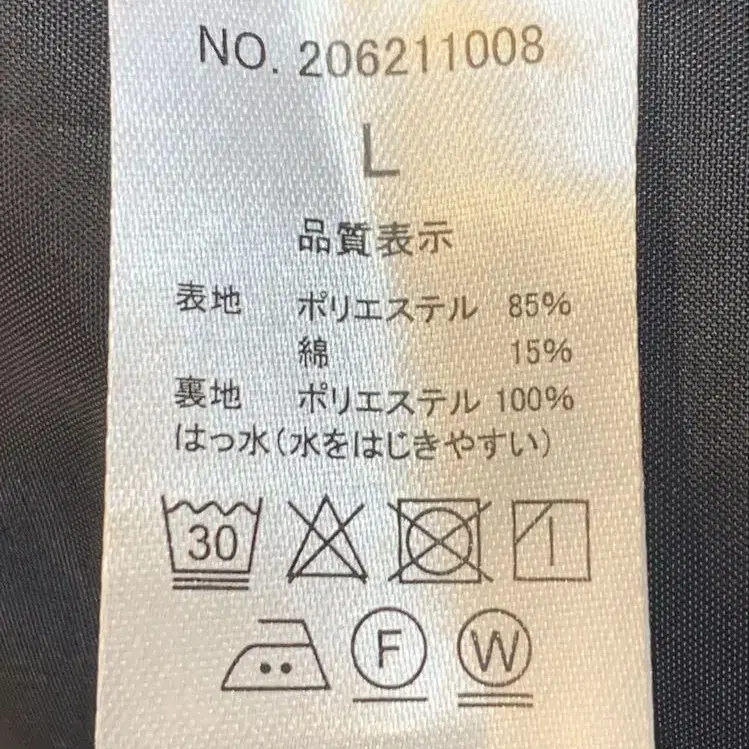 NO. 206211008
L
品質表示
表地 ポリエステル 85%
綿 15%
裏地 ポリエステル 100%
はっ水(水をはじきやすい)
30
F W